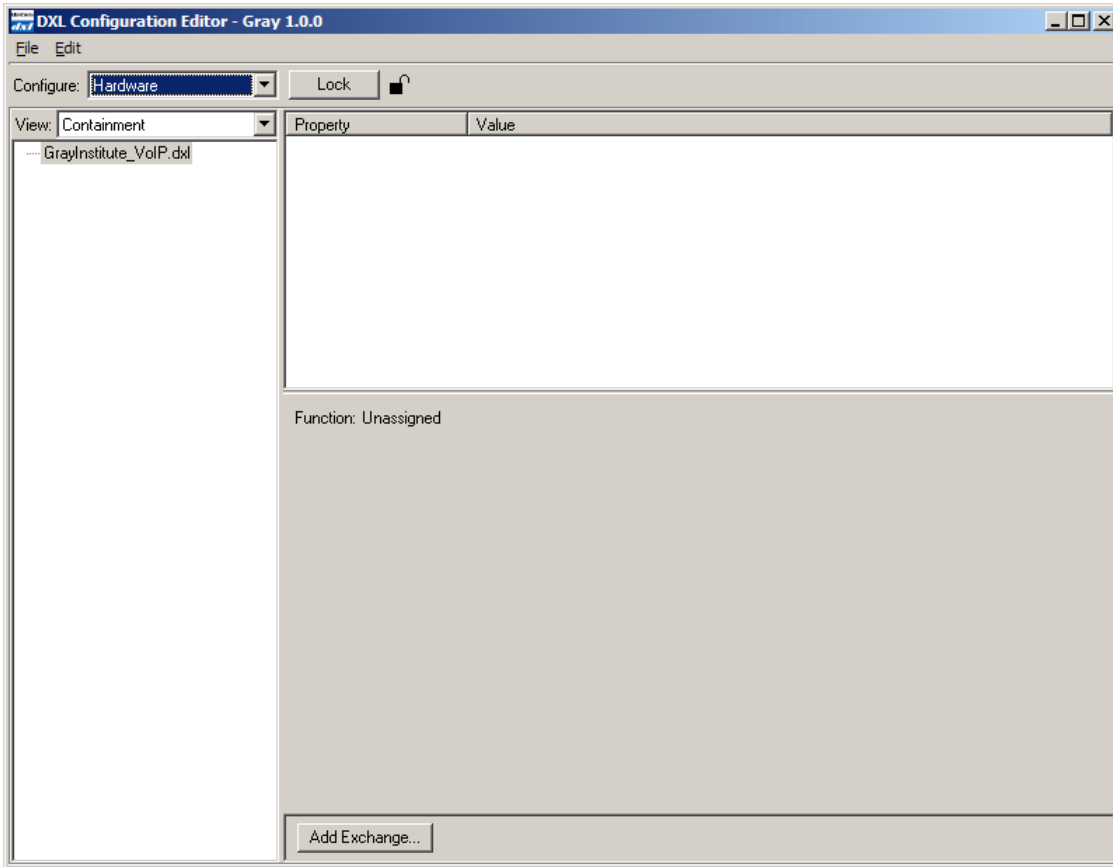 DXL Configuration Editor - Gray 1.0.0
File Edit
Configure: Hardware Lock
View: Containment Property Value
GrayInstitute_VoIP.dxl
Function: Unassigned
Add Exchange...